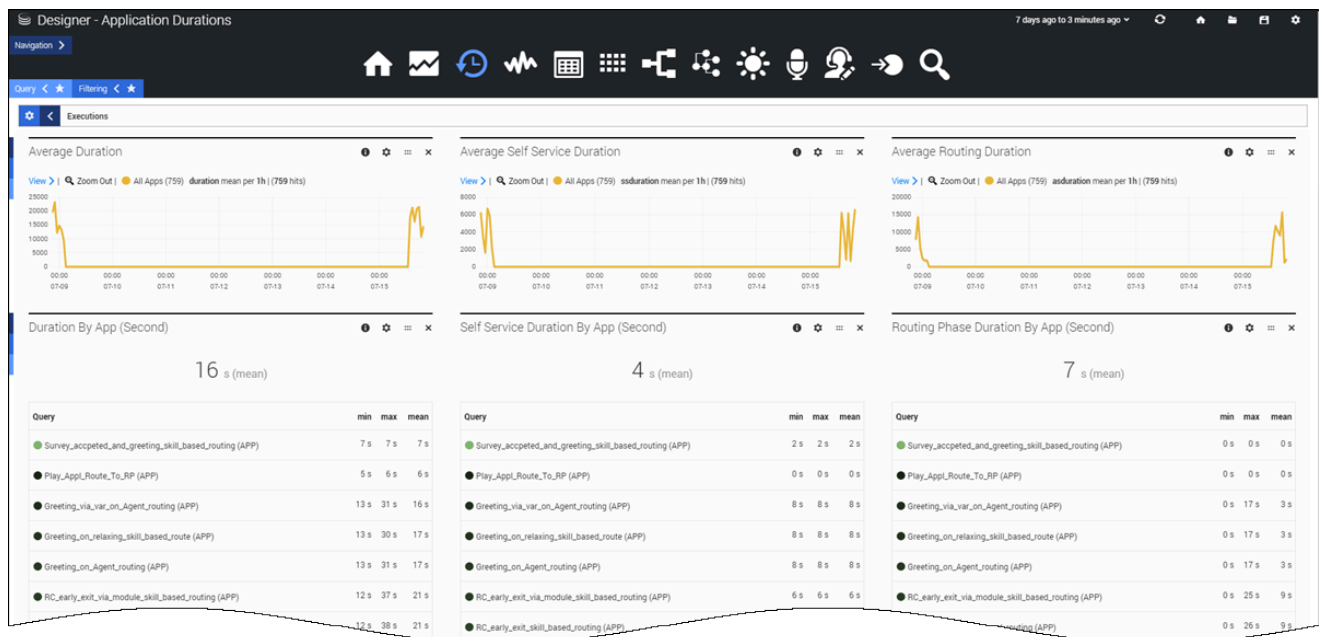 Designer - Application Durations
7 days ago to 3 minutes ago
Navigation
Query
Filtering
Executions
Average Duration
View | Zoom Out | All Apps (759) duration mean per 1h | (759 hits)
25000
20000
15000
10000
5000
0
00:00 00:00 00:00 00:00 00:00 00:00 00:00
07-09 07-10 07-11 07-12 07-13 07-14 07-15
Average Self Service Duration
View | Zoom Out | All Apps (759) ssduration mean per 1h | (759 hits)
8000
6000
4000
2000
0
00:00 00:00 00:00 00:00 00:00 00:00 00:00
07-09 07-10 07-11 07-12 07-13 07-14 07-15
Average Routing Duration
View | Zoom Out | All Apps (759) asduration mean per 1h | (759 hits)
20000
15000
10000
5000
0
00:00 00:00 00:00 00:00 00:00 00:00 00:00
07-09 07-10 07-11 07-12 07-13 07-14 07-15
Duration By App (Second)
16 s (mean)
Query min max mean
Survey_accpeted_and_greeting_skill_based_routing (APP) 7 s 7 s 7 s
Play_Appl_Route_To_RP (APP) 5 s 6 s 6 s
Greeting_via_var_on_Agent_routing (APP) 13 s 31 s 16 s
Greeting_on_relaxing_skill_based_route (APP) 13 s 30 s 17 s
Greeting_on_Agent_routing (APP) 13 s 31 s 17 s
RC_early_exit_via_module_skill_based_routing (APP) 12 s 37 s 21 s
12 s 38 s 21 s
Self Service Duration By App (Second)
4 s (mean)
Query min max mean
Survey_accpeted_and_greeting_skill_based_routing (APP) 2 s 2 s 2 s
Play_Appl_Route_To_RP (APP) 0 s 0 s 0 s
Greeting_via_var_on_Agent_routing (APP) 8 s 8 s 8 s
Greeting_on_relaxing_skill_based_route (APP) 8 s 8 s 8 s
Greeting_on_Agent_routing (APP) 8 s 8 s 8 s
RC_early_exit_via_module_skill_based_routing (APP) 6 s 6 s 6 s
RC_early_exit_skill_based_routing (APP)
Routing Phase Duration By App (Second)
7 s (mean)
Query min max mean
Survey_accpeted_and_greeting_skill_based_routing (APP) 0 s 0 s 0 s
Play_Appl_Route_To_RP (APP) 0 s 0 s 0 s
Greeting_via_var_on_Agent_routing (APP) 0 s 17 s 3 s
Greeting_on_relaxing_skill_based_route (APP) 0 s 17 s 3 s
Greeting_on_Agent_routing (APP) 0 s 17 s 3 s
RC_early_exit_via_module_skill_based_routing (APP) 0 s 25 s 9 s
routing (APP) 0 s 26 s 9 s